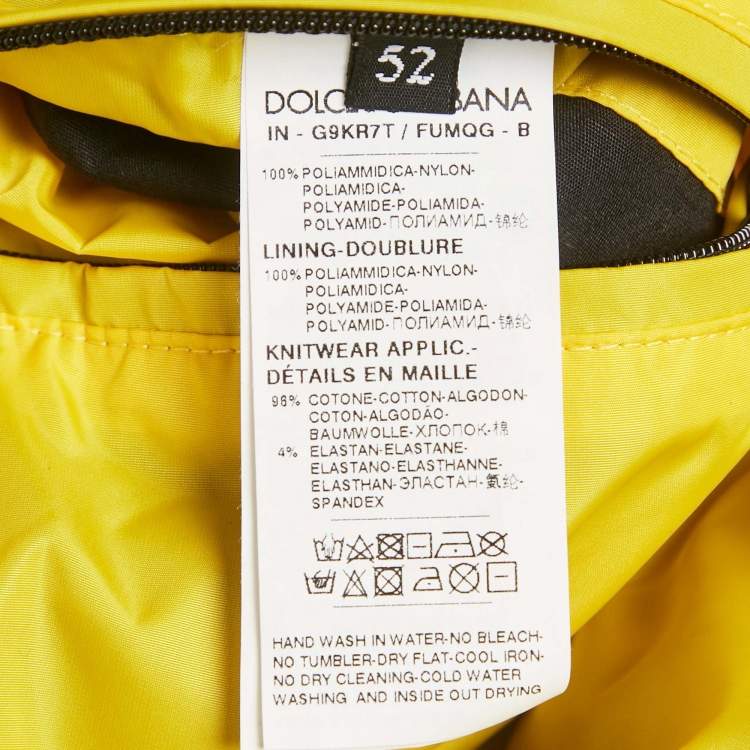 52
DOLC BANA
IN - G9KR7T / FUMQG - B
100% POLIAMMIDICA-NYLON-
POLIAMIDICA-
POLYAMIDE-POLIAMIDA-
POLYAMID-ПОЛИАМИД-锦纶
LINING-DOUBLURE
100% POLIAMMIDICA-NYLON-
POLIAMIDICA-
POLYAMIDE-POLIAMIDA-
POLYAMID-ПОЛИАМИД-锦纶
KNITWEAR APPLIC.-
DÉTAILS EN MAILLE
96% COTONE-COTTON-ALGODON-
COTON-ALGODÃO-
BAUMWOLLE-ХЛОПОК-棉
4% ELASTAN-ELASTANE-
ELASTANO-ELASTHANNE-
ELASTHAN-ЭЛАСТАН-氨纶-
SPANDEX
HAND WASH IN WATER-NO BLEACH-
NO TUMBLER-DRY FLAT-COOL IRON-
NO DRY CLEANING-COLD WATER
WASHING AND INSIDE OUT DRYING